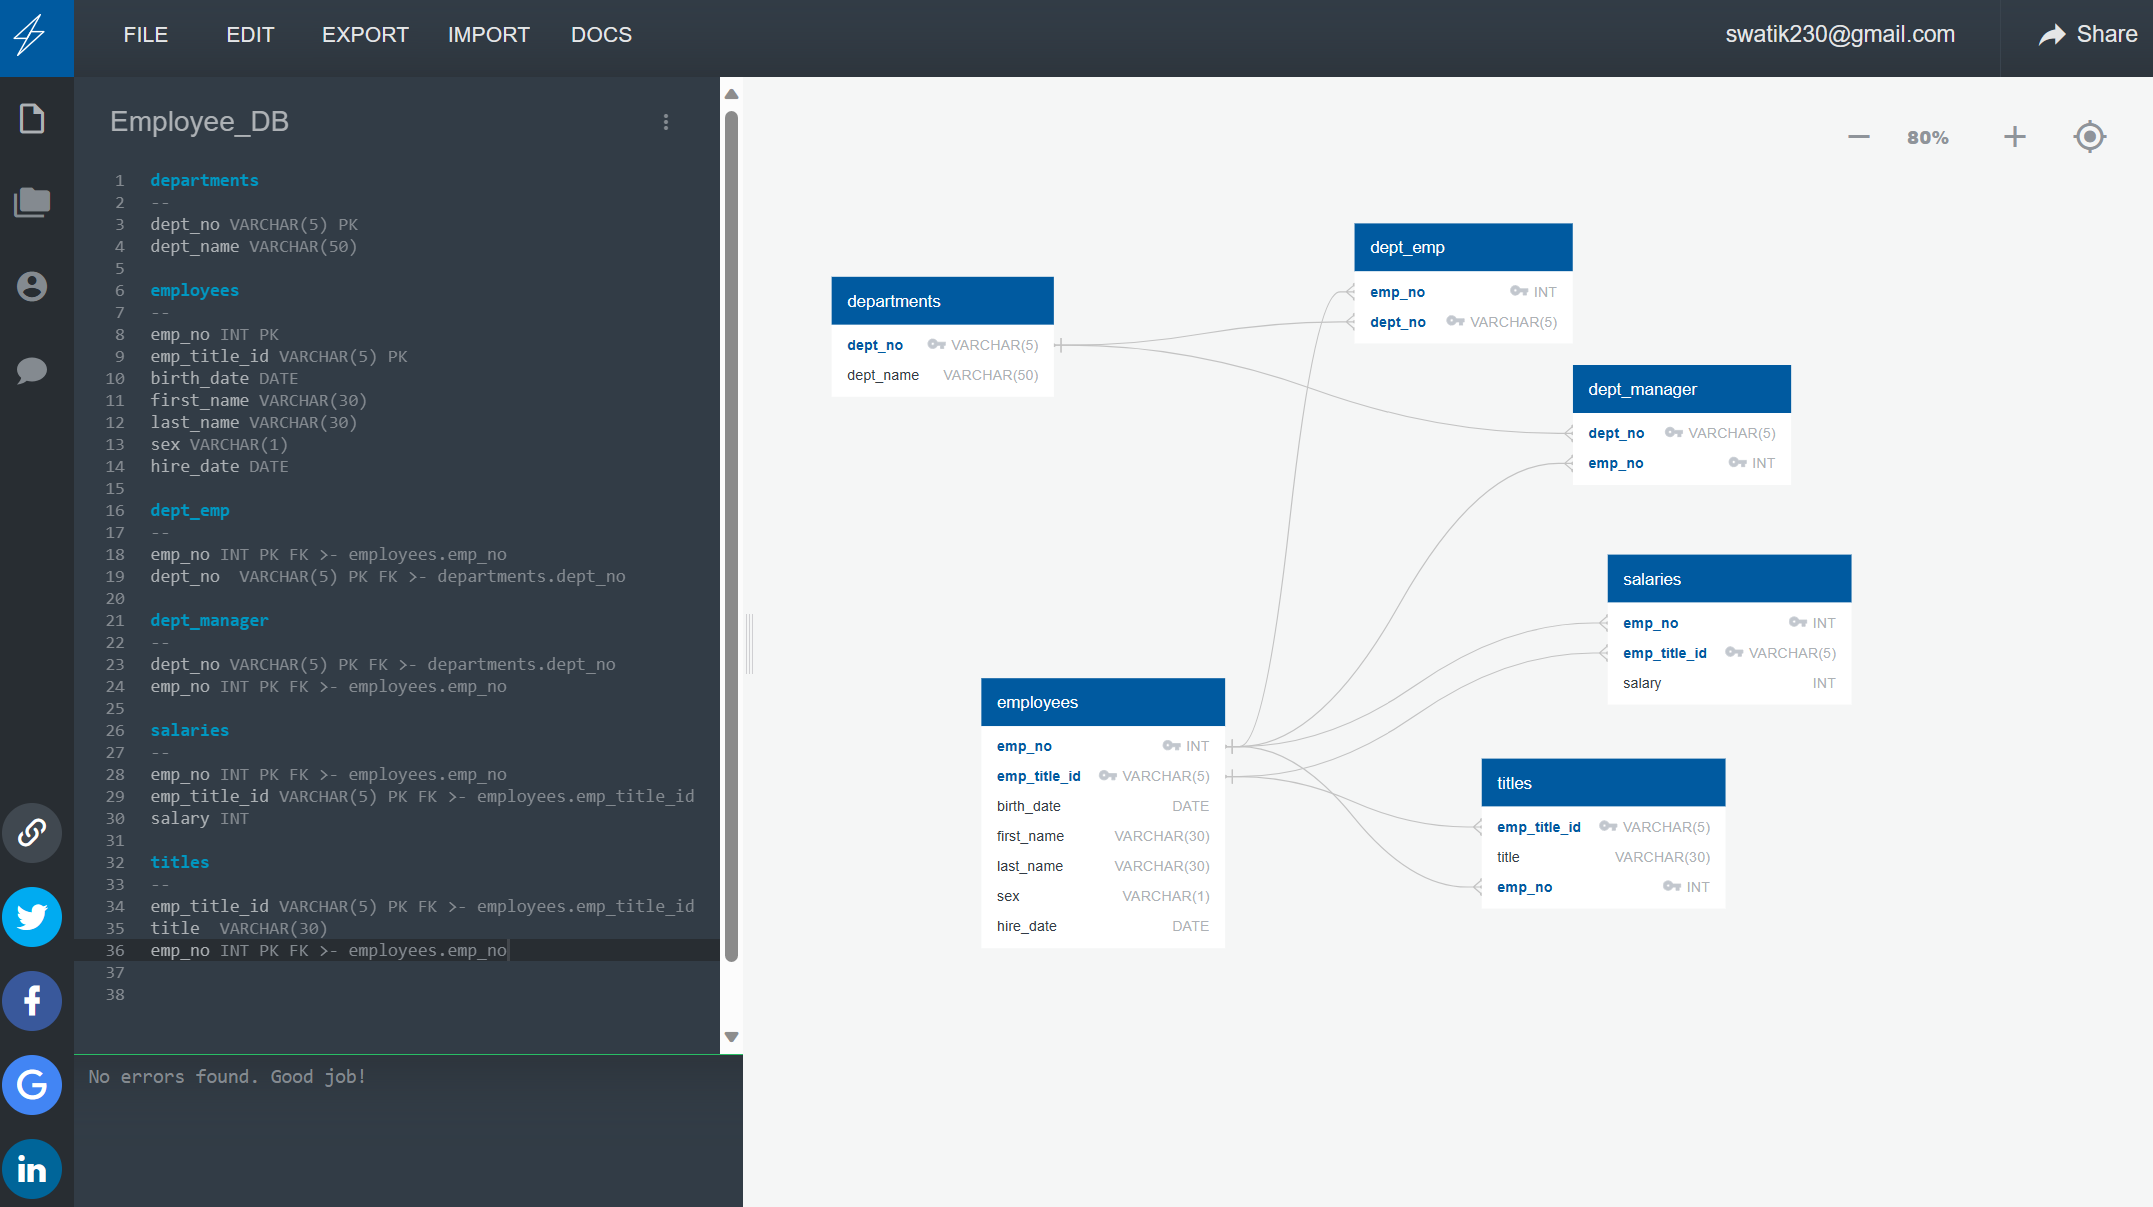 FILE EDIT EXPORT IMPORT DOCS swatik230@gmail.com Share
Employee_DB
1 departments
2 --
3 dept_no VARCHAR(5) PK
4 dept_name VARCHAR(50)
5
6 employees
7 --
8 emp_no INT PK
9 emp_title_id VARCHAR(5) PK
10 birth_date DATE
11 first_name VARCHAR(30)
12 last_name VARCHAR(30)
13 sex VARCHAR(1)
14 hire_date DATE
15
16 dept_emp
17 --
18 emp_no INT PK FK >- employees.emp_no
19 dept_no  VARCHAR(5) PK FK >- departments.dept_no
20
21 dept_manager
22 --
23 dept_no VARCHAR(5) PK FK >- departments.dept_no
24 emp_no INT PK FK >- employees.emp_no
25
26 salaries
27 --
28 emp_no INT PK FK >- employees.emp_no
29 emp_title_id VARCHAR(5) PK FK >- employees.emp_title_id
30 salary INT
31
32 titles
33 --
34 emp_title_id VARCHAR(5) PK FK >- employees.emp_title_id
35 title  VARCHAR(30)
36 emp_no INT PK FK >- employees.emp_no
37
38
No errors found. Good job!
80%
departments
dept_no VARCHAR(5)
dept_name VARCHAR(50)
dept_emp
emp_no INT
dept_no VARCHAR(5)
dept_manager
dept_no VARCHAR(5)
emp_no INT
salaries
emp_no INT
emp_title_id VARCHAR(5)
salary INT
employees
emp_no INT
emp_title_id VARCHAR(5)
birth_date DATE
first_name VARCHAR(30)
last_name VARCHAR(30)
sex VARCHAR(1)
hire_date DATE
titles
emp_title_id VARCHAR(5)
title VARCHAR(30)
emp_no INT